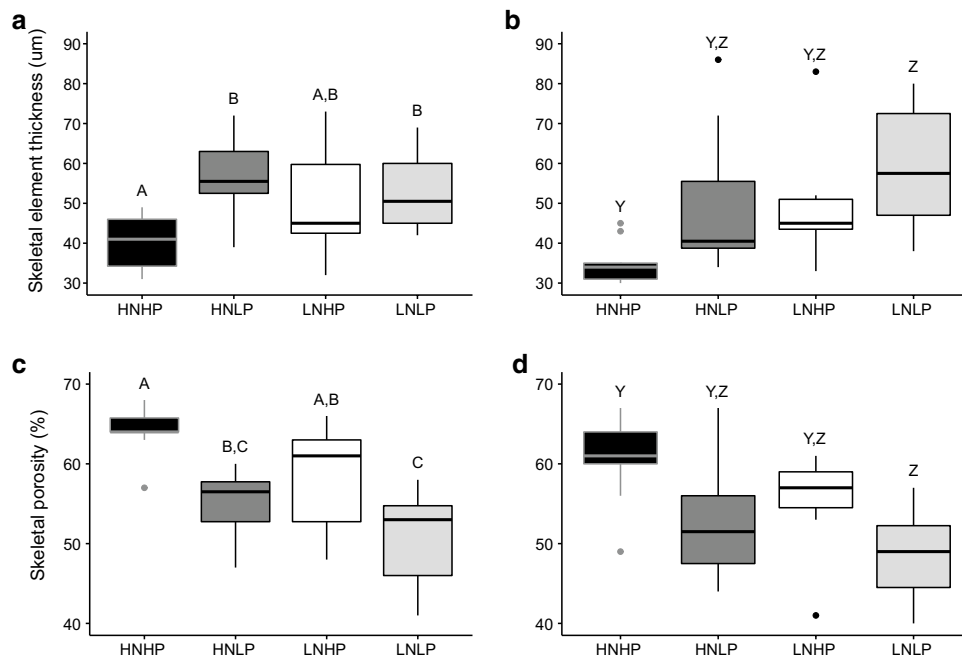 a
Skeletal element thickness (um)
90
80
70
60
50
40
30
A
B
A,B
B
HNHP HNLP LNHP LNLP
b
90
80
70
60
50
40
30
Y
Y,Z
Y,Z
Z
HNHP HNLP LNHP LNLP
c
Skeletal porosity (%)
70
60
50
40
A
B,C
A,B
C
HNHP HNLP LNHP LNLP
d
70
60
50
40
Y
Y,Z
Y,Z
Z
HNHP HNLP LNHP LNLP